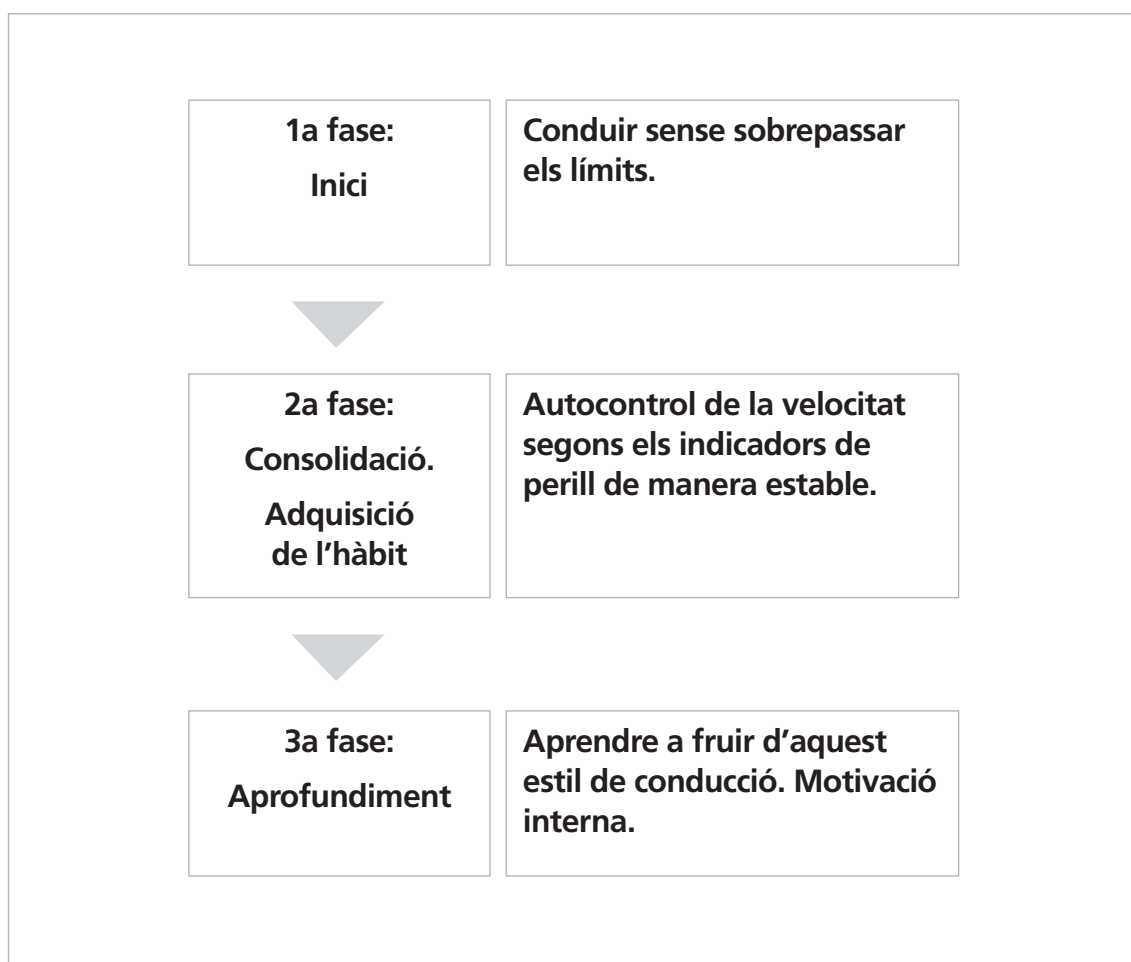 1a fase:
Inici
Conduir sense sobrepassar
els límits.
2a fase:
Consolidació.
Adquisició
de l’hàbit
Autocontrol de la velocitat
segons els indicadors de
perill de manera estable.
3a fase:
Aprofundiment
Aprendre a fruir d’aquest
estil de conducció. Motivació
interna.